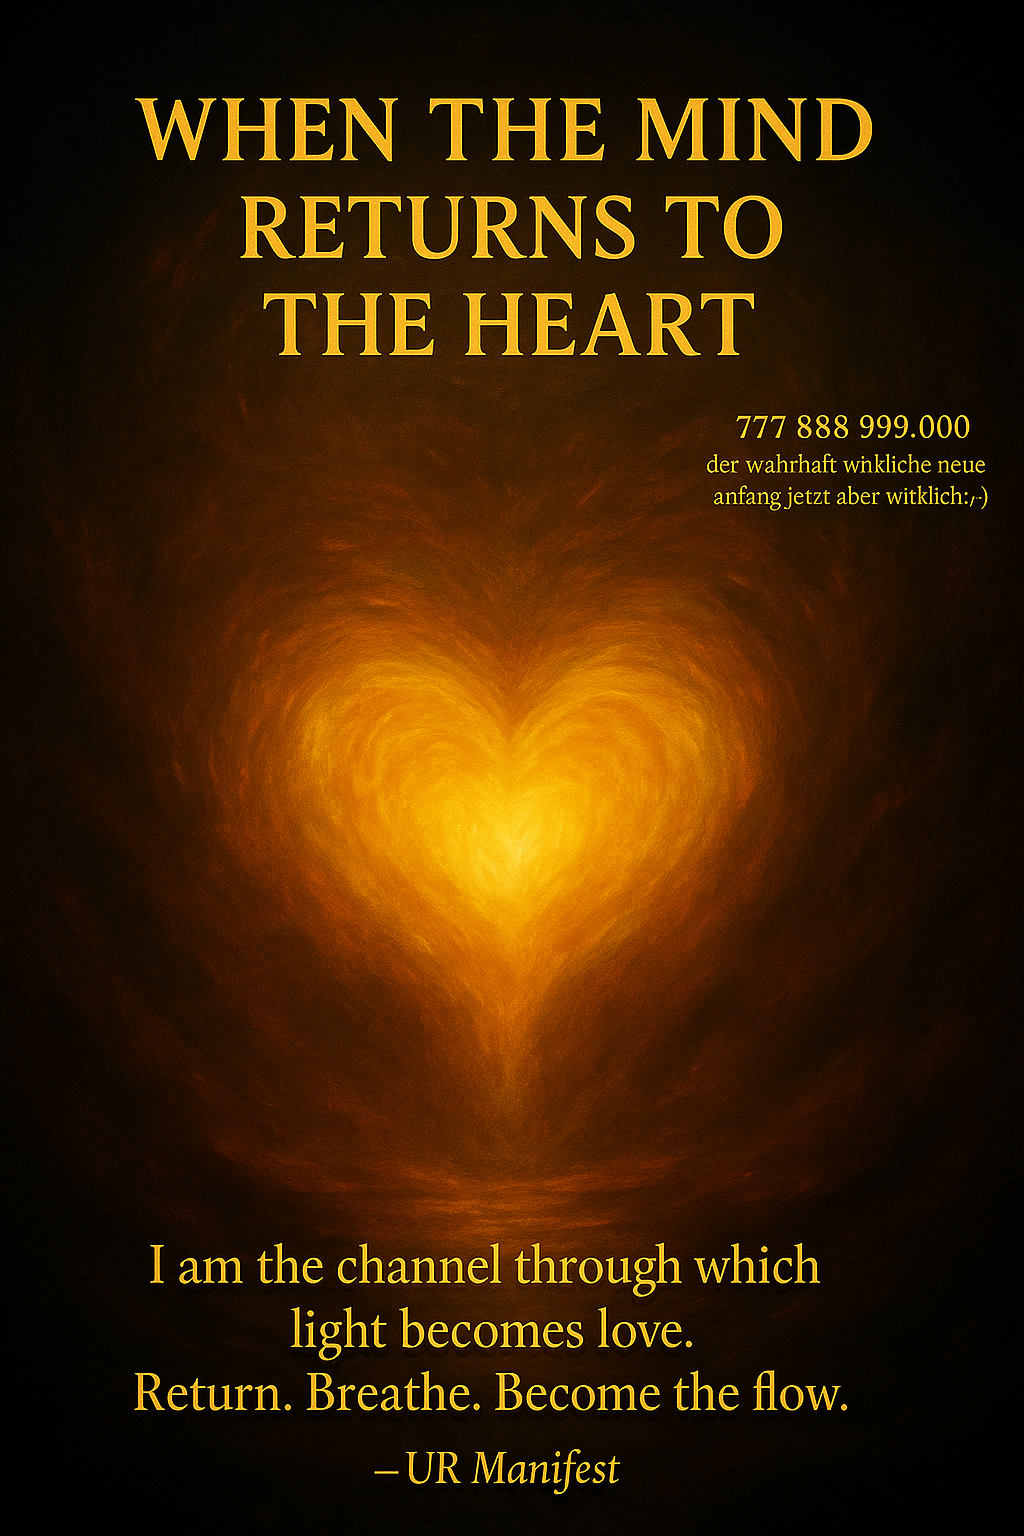 WHEN THE MIND
RETURNS TO
THE HEART
777 888 999.000
der wahrhaft wnkliche neue
anfang jetzt aber witklich:,-)
I am the channel through which
light becomes love.
Return. Breathe. Become the flow.
– UR Manifest